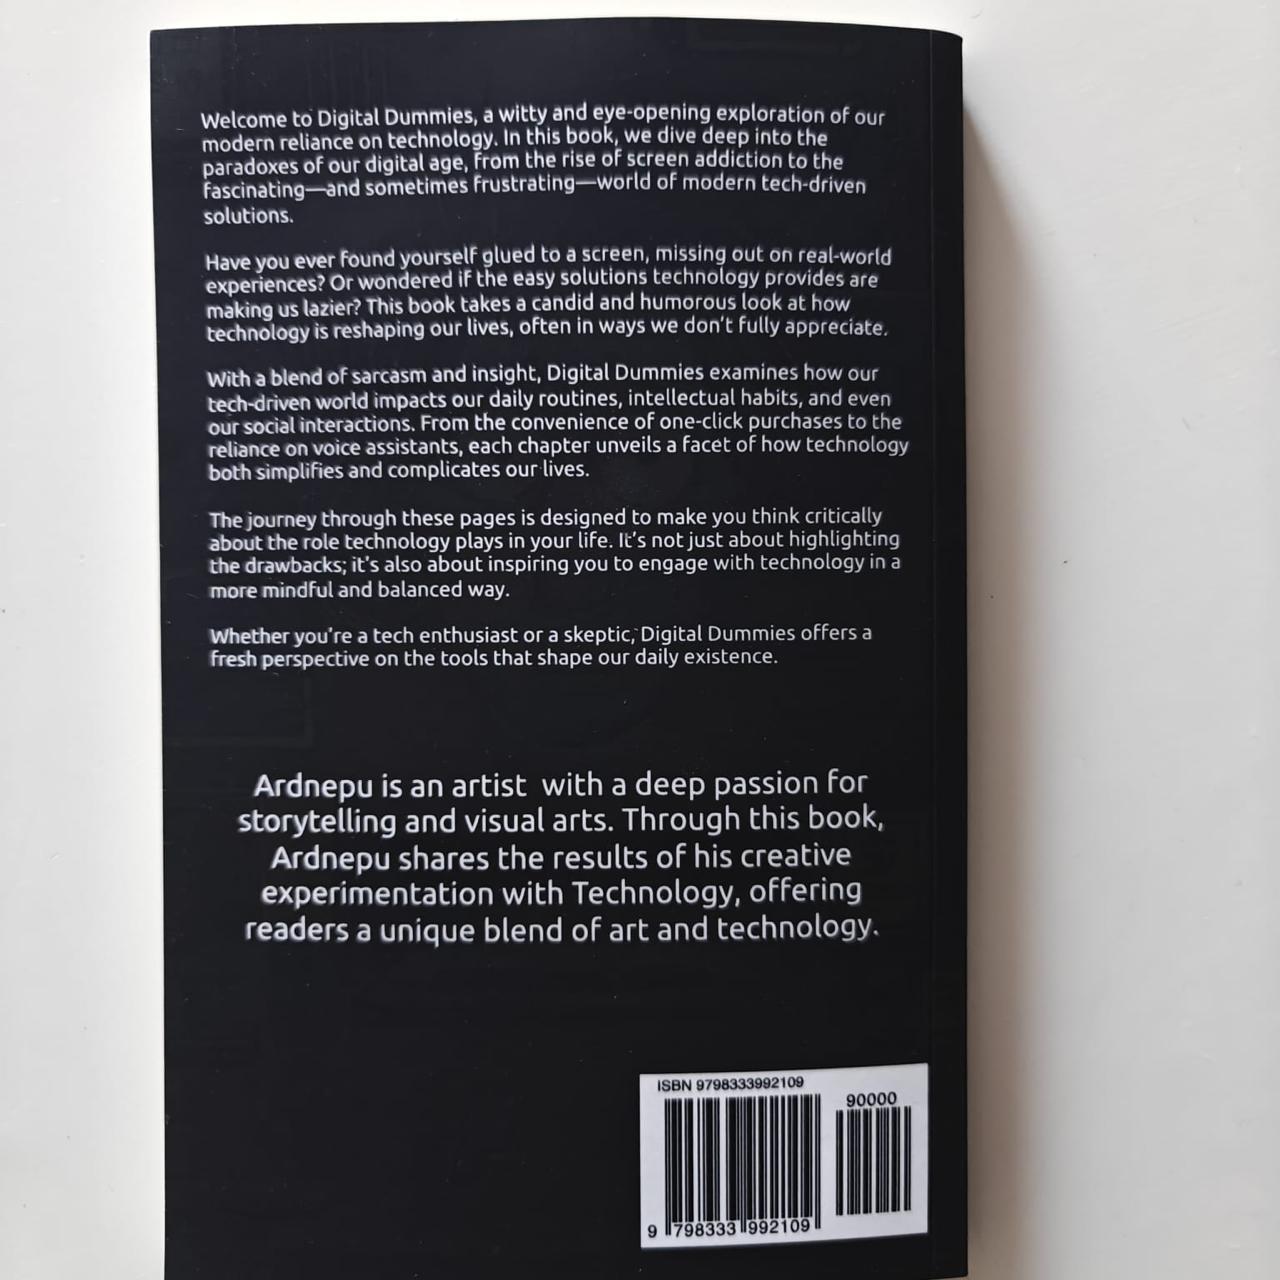 Welcome to Digital Dummies, a witty and eye-opening exploration of our
modern reliance on technology. In this book, we dive deep into the
paradoxes of our digital age, from the rise of screen addiction to the
fascinating—and sometimes frustrating—world of modern tech-driven
solutions.
Have you ever found yourself glued to a screen, missing out on real-world
experiences? Or wondered if the easy solutions technology provides are
making us lazier? This book takes a candid and humorous look at how
technology is reshaping our lives, often in ways we don't fully appreciate.
With a blend of sarcasm and insight, Digital Dummies examines how our
tech-driven world impacts our daily routines, intellectual habits, and even
our social interactions. From the convenience of one-click purchases to the
reliance on voice assistants, each chapter unveils a facet of how technology
both simplifies and complicates our lives.
The journey through these pages is designed to make you think critically
about the role technology plays in your life. It's not just about highlighting
the drawbacks; it's also about inspiring you to engage with technology in a
more mindful and balanced way.
Whether you're a tech enthusiast or a skeptic, Digital Dummies offers a
fresh perspective on the tools that shape our daily existence.
Ardnepu is an artist with a deep passion for
storytelling and visual arts. Through this book,
Ardnepu shares the results of his creative
experimentation with Technology, offering
readers a unique blend of art and technology.
ISBN 9798333992109
90000
9 798333 992109